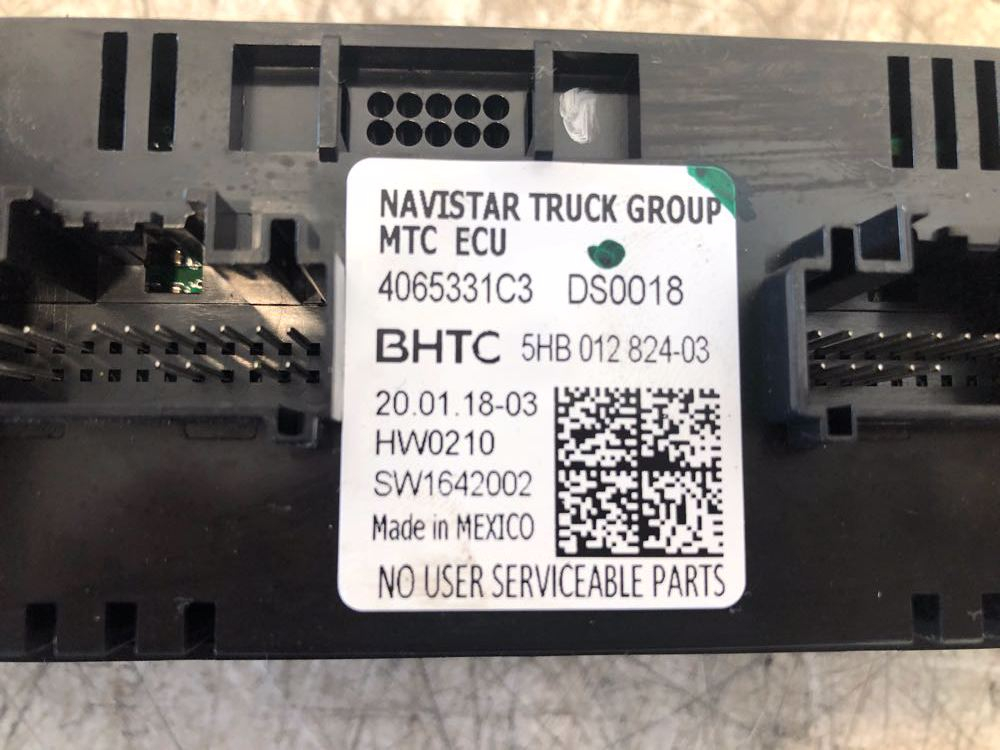 NAVISTAR TRUCK GROUP
MTC ECU
4065331C3 DS0018
BHTC 5HB 012 824-03
20.01.18-03
HW0210
SW1642002
Made in MEXICO
NO USER SERVICEABLE PARTS